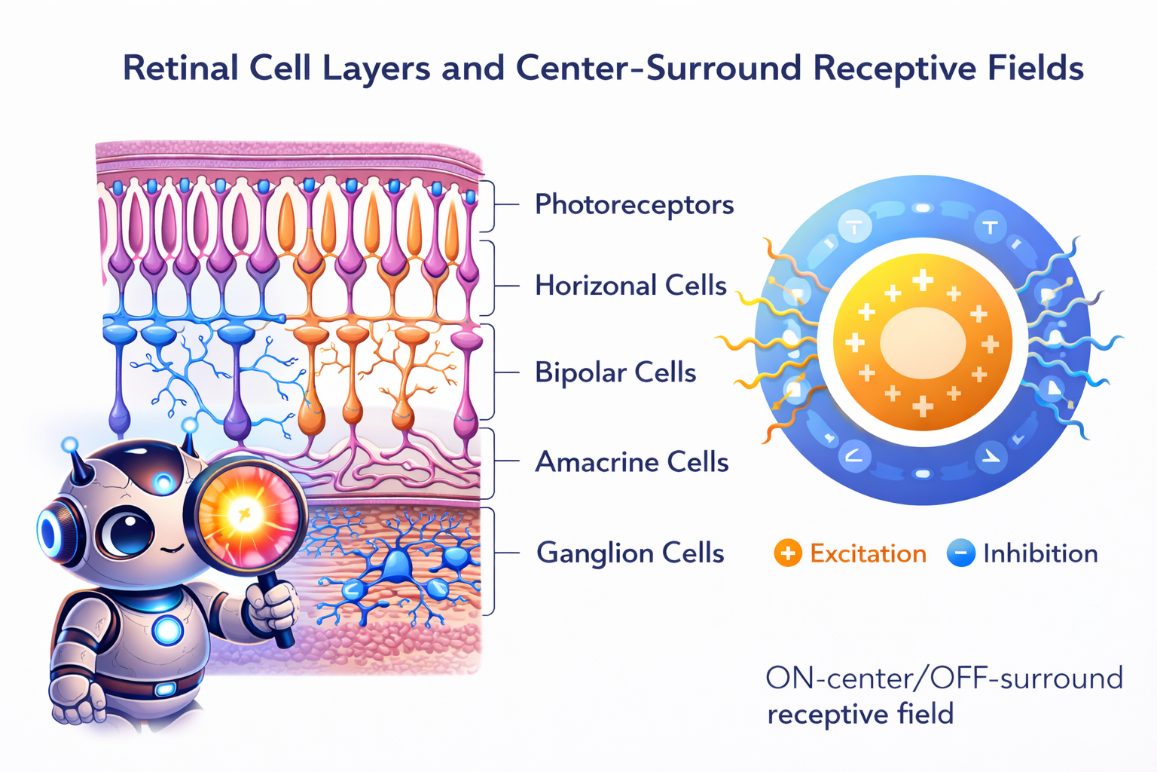 Retinal Cell Layers and Center-Surround Receptive Fields
Photoreceptors
Horizonal Cells
Bipolar Cells
Amacrine Cells
Ganglion Cells
+ Excitation − Inhibition
ON-center/OFF-surround
receptive field